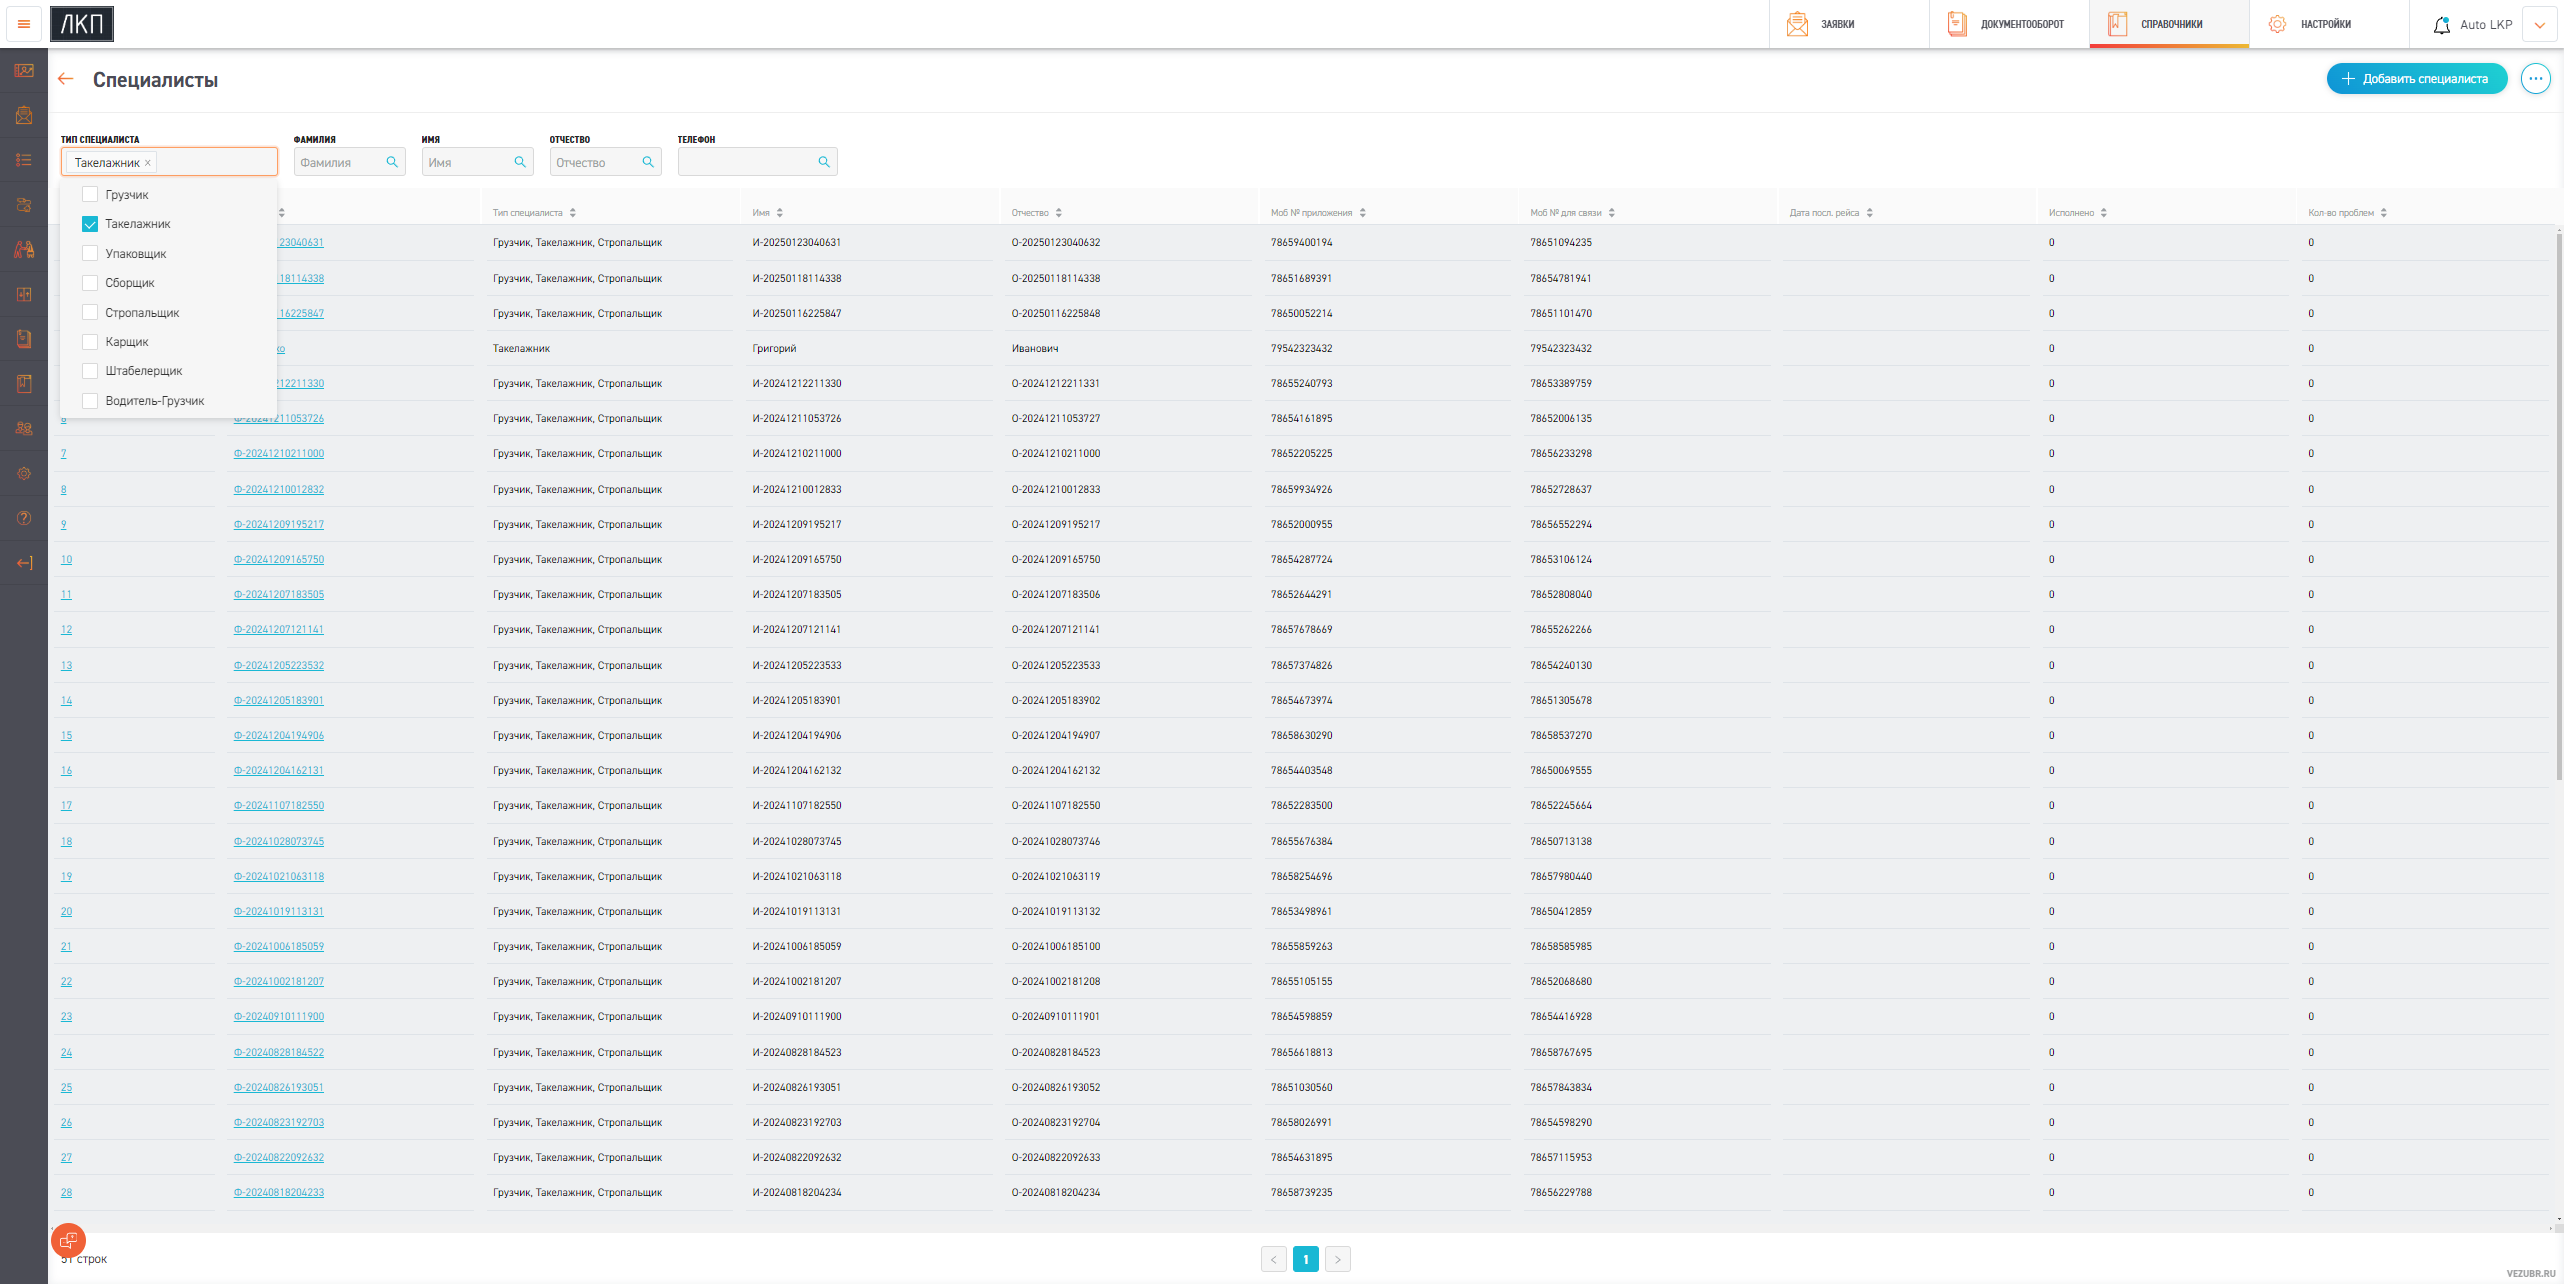 ЛКП ЗАЯВКИ ДОКУМЕНТООБОРОТ СПРАВОЧНИКИ НАСТРОЙКИ Auto LKP
Специалисты Добавить специалиста
ТИП СПЕЦИАЛИСТА ФАМИЛИЯ ИМЯ ОТЧЕСТВО ТЕЛЕФОН
Такелажник × Фамилия Имя Отчество
Грузчик
Такелажник
Упаковщик
Сборщик
Стропальщик
Карщик
Штабелерщик
Водитель-Грузчик
Тип специалиста Имя Отчество Моб № приложения Моб № для связи Дата посл. рейса Исполнено Кол-во проблем
23040631 Грузчик, Такелажник, Стропальщик И-20250123040631 О-20250123040632 78659400194 78651094235 0 0
18114338 Грузчик, Такелажник, Стропальщик И-20250118114338 О-20250118114338 78651689391 78654781941 0 0
16225847 Грузчик, Такелажник, Стропальщик И-20250116225847 О-20250116225848 78650052214 78651101470 0 0
ко Такелажник Григорий Иванович 79542323432 79542323432 0 0
212211330 Грузчик, Такелажник, Стропальщик И-20241212211330 О-20241212211331 78655240793 78653389759 0 0
6 Ф-20241211053726 Грузчик, Такелажник, Стропальщик И-20241211053726 О-20241211053727 78654161895 78652006135 0 0
7 Ф-20241210211000 Грузчик, Такелажник, Стропальщик И-20241210211000 О-20241210211000 78652205225 78656233298 0 0
8 Ф-20241210012832 Грузчик, Такелажник, Стропальщик И-20241210012833 О-20241210012833 78659934926 78652728637 0 0
9 Ф-20241209195217 Грузчик, Такелажник, Стропальщик И-20241209195217 О-20241209195217 78652000955 78656552294 0 0
10 Ф-20241209165750 Грузчик, Такелажник, Стропальщик И-20241209165750 О-20241209165750 78654287724 78653106124 0 0
11 Ф-20241207183505 Грузчик, Такелажник, Стропальщик И-20241207183505 О-20241207183506 78652644291 78652808040 0 0
12 Ф-20241207121141 Грузчик, Такелажник, Стропальщик И-20241207121141 О-20241207121141 78657678669 78655262266 0 0
13 Ф-20241205223532 Грузчик, Такелажник, Стропальщик И-20241205223533 О-20241205223533 78657374826 78654240130 0 0
14 Ф-20241205183901 Грузчик, Такелажник, Стропальщик И-20241205183901 О-20241205183902 78654673974 78651305678 0 0
15 Ф-20241204194906 Грузчик, Такелажник, Стропальщик И-20241204194906 О-20241204194907 78658630290 78658537270 0 0
16 Ф-20241204162131 Грузчик, Такелажник, Стропальщик И-20241204162132 О-20241204162132 78654403548 78650069555 0 0
17 Ф-20241107182550 Грузчик, Такелажник, Стропальщик И-20241107182550 О-20241107182550 78652283500 78652245664 0 0
18 Ф-20241028073745 Грузчик, Такелажник, Стропальщик И-20241028073745 О-20241028073746 78655676384 78650713138 0 0
19 Ф-20241021063118 Грузчик, Такелажник, Стропальщик И-20241021063118 О-20241021063119 78658254696 78657980440 0 0
20 Ф-20241019113131 Грузчик, Такелажник, Стропальщик И-20241019113131 О-20241019113132 78653498961 78650412859 0 0
21 Ф-20241006185059 Грузчик, Такелажник, Стропальщик И-20241006185059 О-20241006185100 78655859263 78658585985 0 0
22 Ф-20241002181207 Грузчик, Такелажник, Стропальщик И-20241002181207 О-20241002181208 78655105155 78652068680 0 0
23 Ф-20240910111900 Грузчик, Такелажник, Стропальщик И-20240910111900 О-20240910111901 78654598859 78654416928 0 0
24 Ф-20240828184522 Грузчик, Такелажник, Стропальщик И-20240828184523 О-20240828184523 78656618813 78658767695 0 0
25 Ф-20240826193051 Грузчик, Такелажник, Стропальщик И-20240826193051 О-20240826193052 78651030560 78657843834 0 0
26 Ф-20240823192703 Грузчик, Такелажник, Стропальщик И-20240823192703 О-20240823192704 78658026991 78654598290 0 0
27 Ф-20240822092632 Грузчик, Такелажник, Стропальщик И-20240822092632 О-20240822092633 78654631895 78657115953 0 0
28 Ф-20240818204233 Грузчик, Такелажник, Стропальщик И-20240818204234 О-20240818204234 78658739235 78656229788 0 0
строк < 1 >
VEZUBR.RU